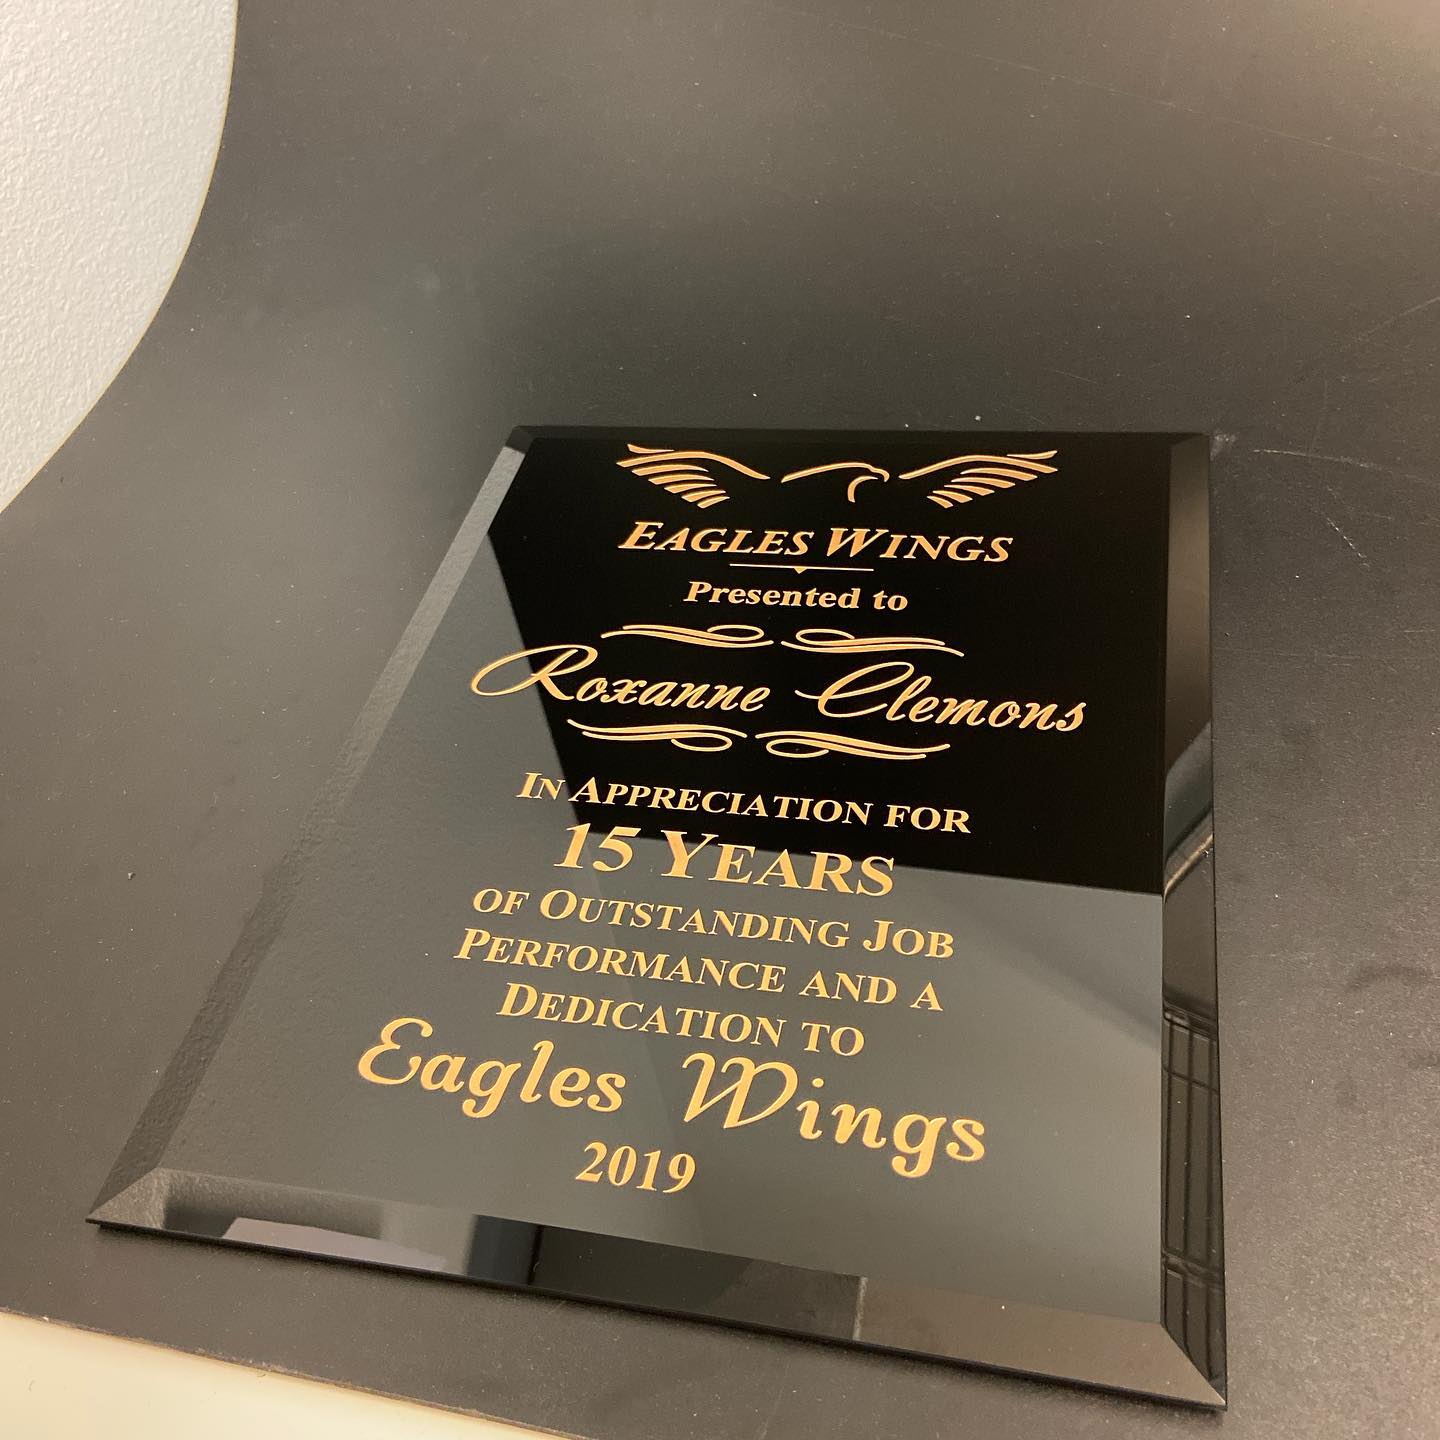 EAGLES WINGS
Presented to
Roxanne Clemons
IN APPRECIATION FOR
15 YEARS
OF OUTSTANDING JOB
PERFORMANCE AND A
DEDICATION TO
Eagles Wings
2019